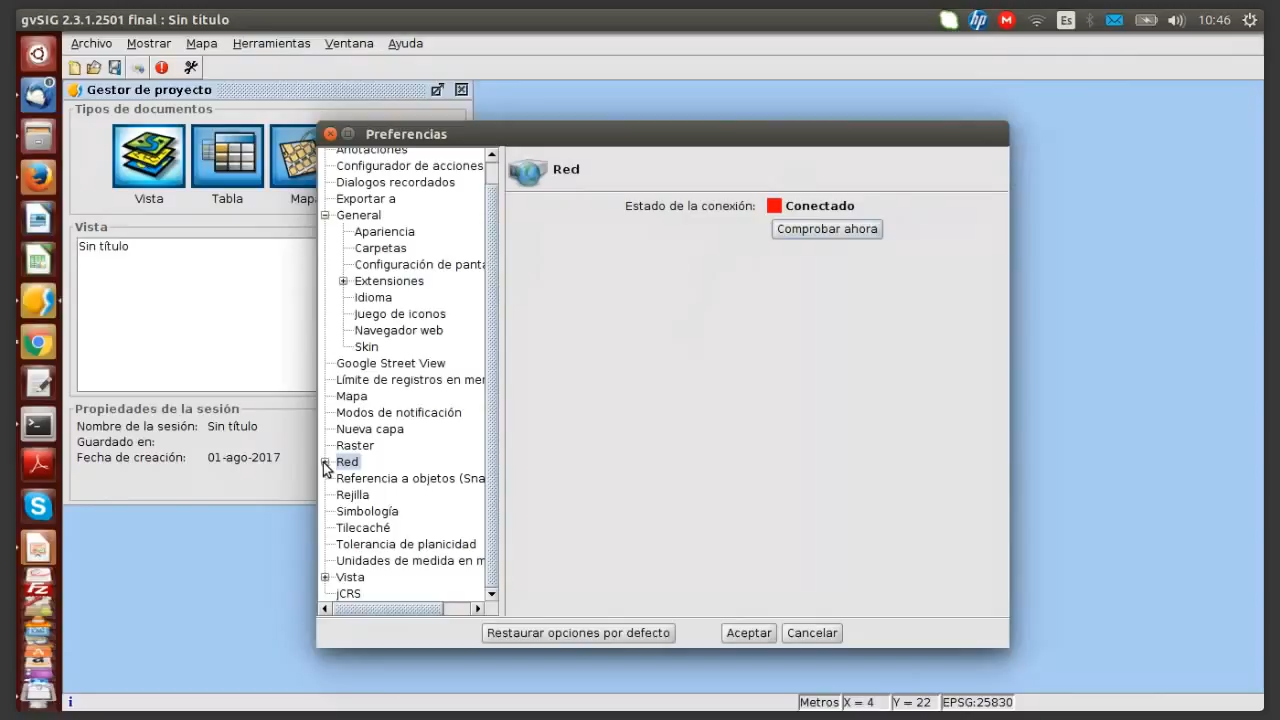 gvSIG 2.3.1.2501 final : Sin título
Es
10:46
Archivo Mostrar Mapa Herramientas Ventana Ayuda
Gestor de proyecto
Tipos de documentos
Vista Tabla Mapa
Vista
Sin título
Propiedades de la sesión
Nombre de la sesión: Sin título
Guardado en:
Fecha de creación: 01-ago-2017
Preferencias
Anotaciones
Configurador de acciones
Dialogos recordados
Exportar a
General
Apariencia
Carpetas
Configuración de panta
Extensiones
Idioma
Juego de iconos
Navegador web
Skin
Google Street View
Límite de registros en mer
Mapa
Modos de notificación
Nueva capa
Raster
Red
Referencia a objetos (Sna
Rejilla
Simbología
Tilecaché
Tolerancia de planicidad
Unidades de medida en m
Vista
jCRS
Red
Estado de la conexión: Conectado
Comprobar ahora
Restaurar opciones por defecto Aceptar Cancelar
Metros X = 4 Y = 22 EPSG:25830